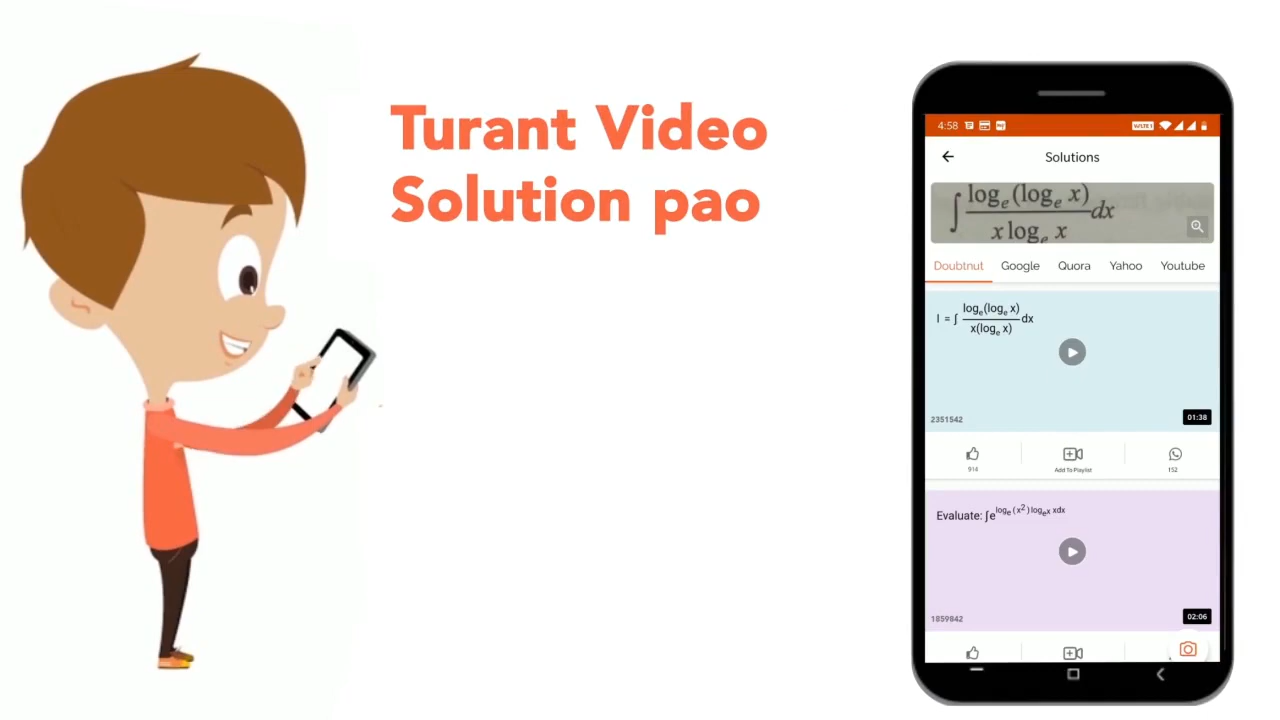 Turant Video
Solution pao
4:58
VoLTE1
Solutions
∫ logₑ(logₑ x) / x logₑ x dx
Doubtnut Google Quora Yahoo Youtube
I = ∫ logₑ(logₑ x) / x(logₑ x) dx
2351542
01:38
914 Add To Playlist 152
Evaluate: ∫e^logₑ(x²)logₑx xdx
1859842
02:06